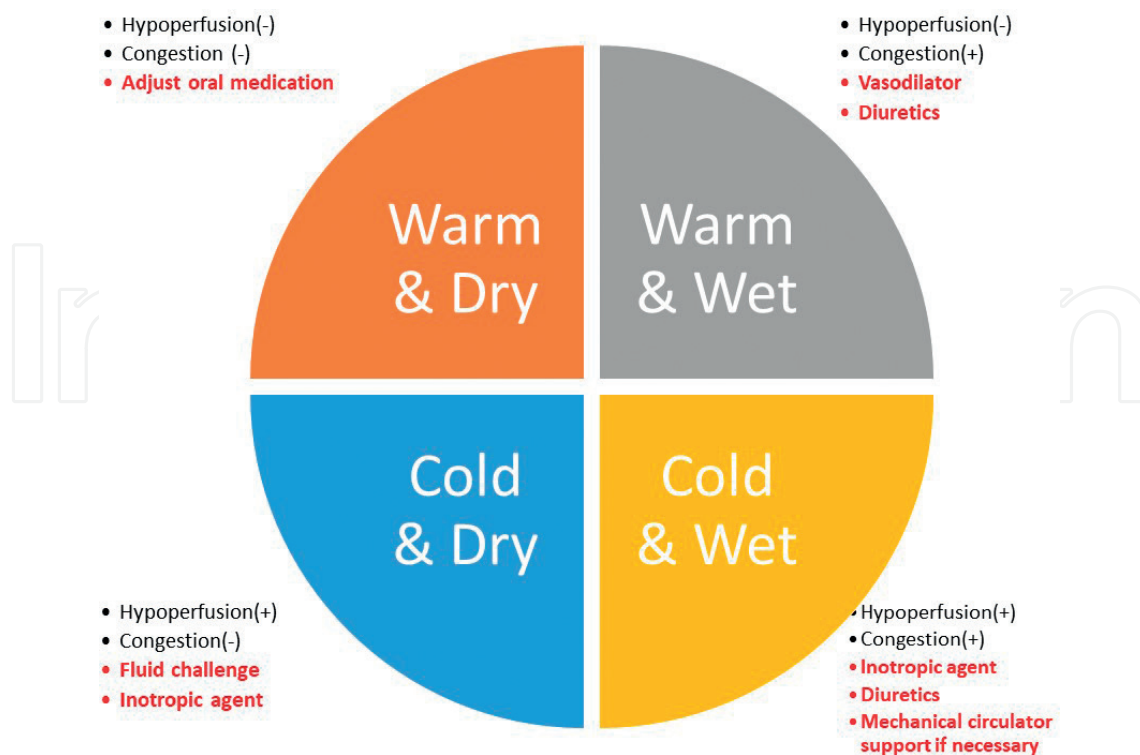 • Hypoperfusion(-)
• Congestion (-)
• Adjust oral medication
• Hypoperfusion(-)
• Congestion(+)
• Vasodilator
• Diuretics
Warm
& Dry
Warm
& Wet
Cold
& Dry
Cold
& Wet
• Hypoperfusion(+)
• Congestion(-)
• Fluid challenge
• Inotropic agent
• Hypoperfusion(+)
• Congestion(+)
• Inotropic agent
• Diuretics
• Mechanical circulator
support if necessary